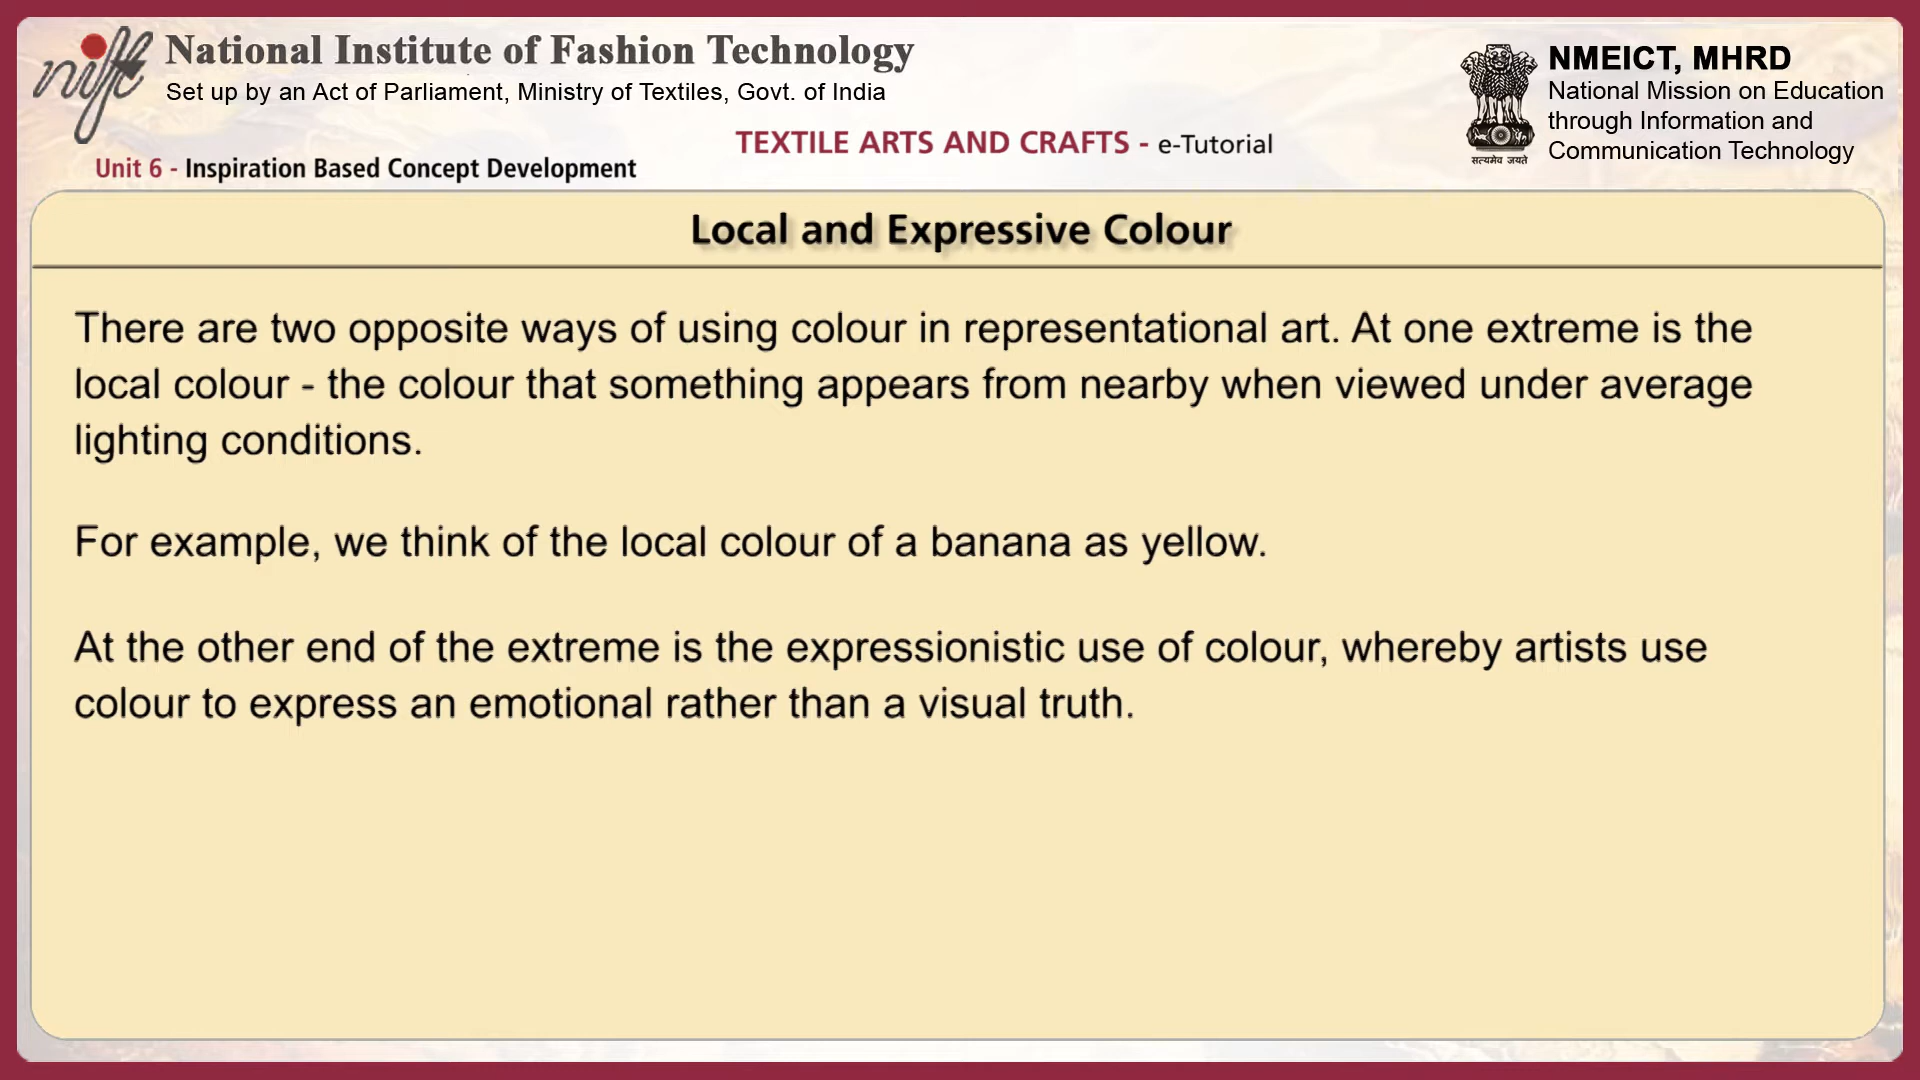 nift
National Institute of Fashion Technology
Set up by an Act of Parliament, Ministry of Textiles, Govt. of India
NMEICT, MHRD
National Mission on Education
through Information and
Communication Technology
सत्यमेव जयते
TEXTILE ARTS AND CRAFTS - e-Tutorial
Unit 6 - Inspiration Based Concept Development
Local and Expressive Colour
There are two opposite ways of using colour in representational art. At one extreme is the
local colour - the colour that something appears from nearby when viewed under average
lighting conditions.
For example, we think of the local colour of a banana as yellow.
At the other end of the extreme is the expressionistic use of colour, whereby artists use
colour to express an emotional rather than a visual truth.